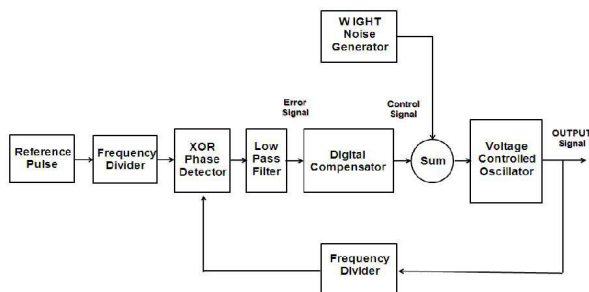 WIGHT
Noise
Generator
Error
Signal
Control
Signal
Reference
Pulse
Frequency
Divider
XOR
Phase
Detector
Low
Pass
Filter
Digital
Compensator
Sum
Voltage
Controlled
Oscillator
OUTPUT
Signal
Frequency
Divider